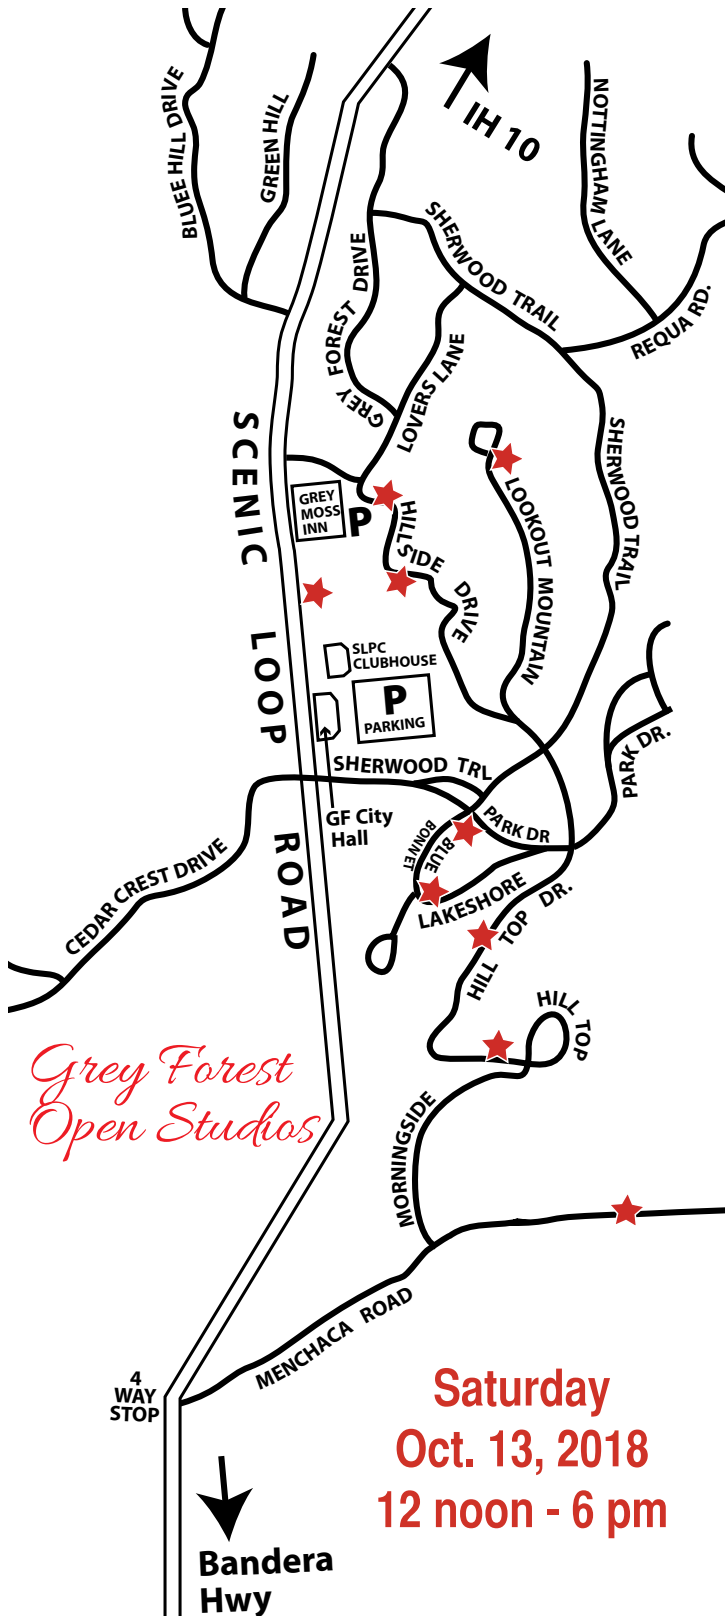 IH 10
BLUEE HILL DRIVE
GREEN HILL
NOTTINGHAM LANE
SHERWOOD TRAIL
REQUA RD.
GREY FOREST DRIVE
LOVERS LANE
SCENIC LOOP ROAD
GREY
MOSS
INN
P
HILLSIDE DRIVE
LOOKOUT MOUNTAIN
SHERWOOD TRAIL
SLPC
CLUBHOUSE
P
PARKING
SHERWOOD TRL
PARK DR.
GF City
Hall
PARK DR
BLUE
BONNET
CEDAR CREST DRIVE
LAKESHORE
HILL TOP DR.
HILL TOP
Grey Forest
Open Studios
MORNINGSIDE
MENCHACA ROAD
4
WAY
STOP
Saturday
Oct. 13, 2018
12 noon - 6 pm
Bandera
Hwy